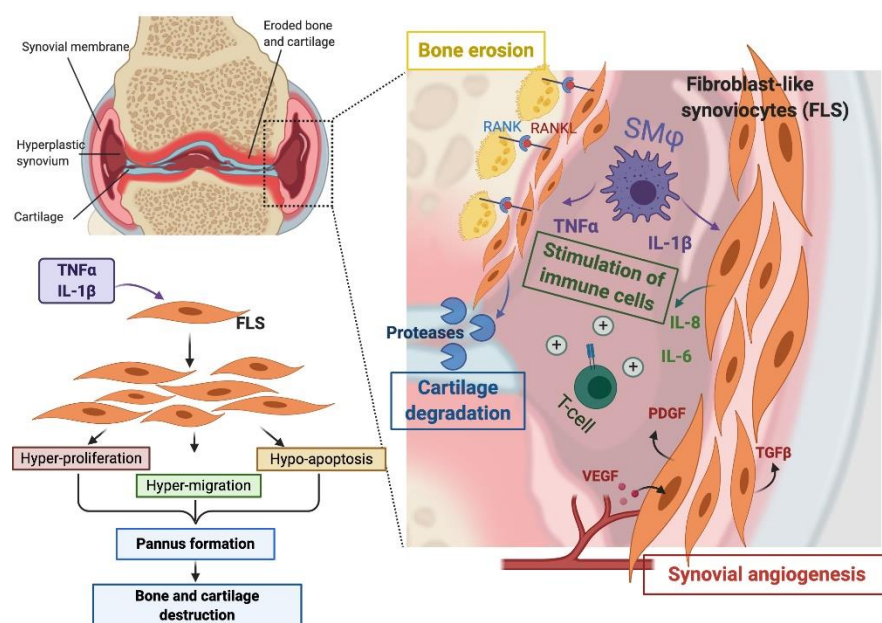 Synovial membrane
Eroded bone
and cartilage
Hyperplastic
synovium
Cartilage
TNFα
IL-1β
FLS
Hyper-proliferation
Hypo-apoptosis
Hyper-migration
Pannus formation
Bone and cartilage
destruction
Bone erosion
Fibroblast-like
synoviocytes (FLS)
RANK
RANKL
SMφ
TNFα
IL-1β
Stimulation of
immune cells
IL-8
IL-6
Proteases
Cartilage
degradation
+
+
+
T-cell
PDGF
VEGF
TGFβ
Synovial angiogenesis